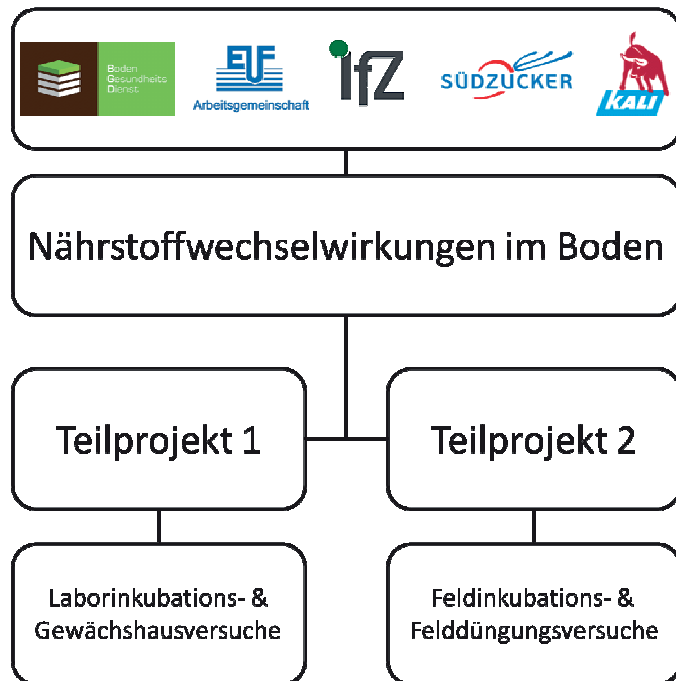 Boden
Gesundheits
Dienst
EUF
Arbeitsgemeinschaft
IfZ
SÜDZUCKER
KALI
Nährstoffwechselwirkungen im Boden
Teilprojekt 1
Teilprojekt 2
Laborinkubations- &
Gewächshausversuche
Feldinkubations- &
Felddüngungsversuche